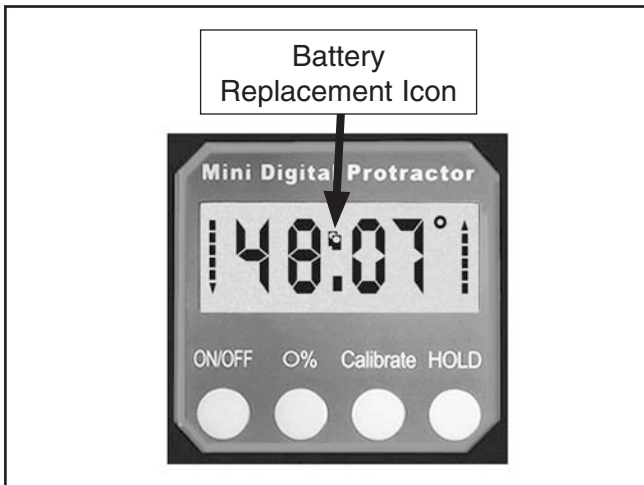 Battery
Replacement Icon
Mini Digital Protractor
48.07°
ON/OFF O% Calibrate HOLD